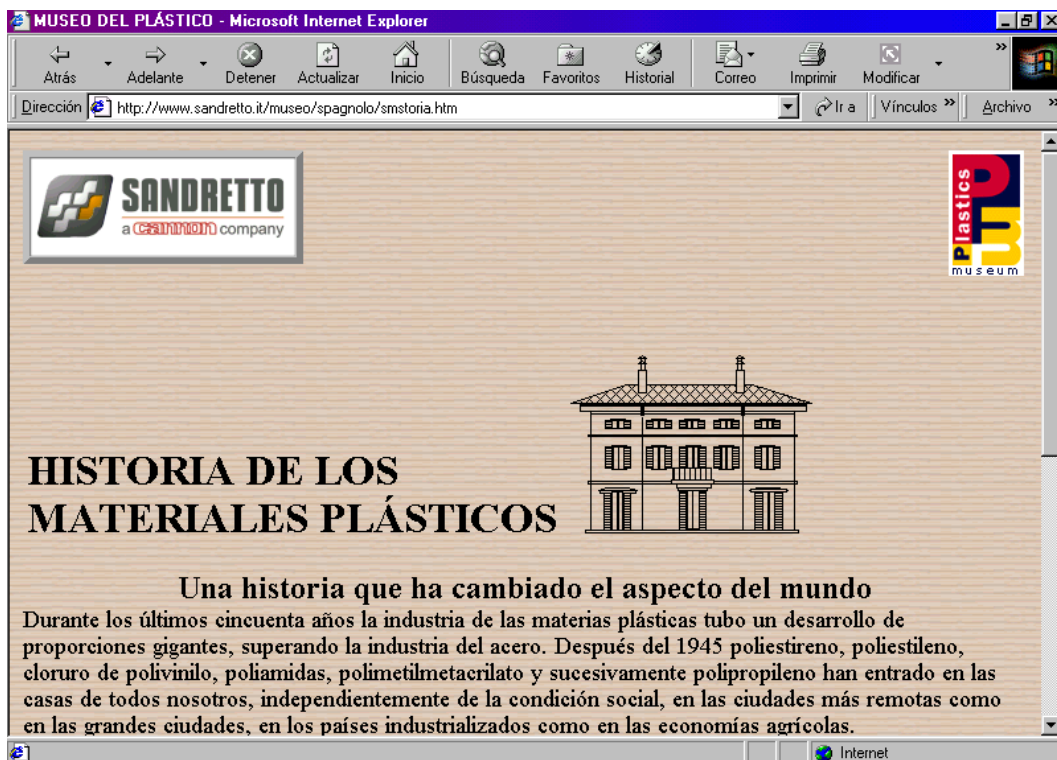 MUSEO DEL PLÁSTICO - Microsoft Internet Explorer
Atrás Adelante Detener Actualizar Inicio Búsqueda Favoritos Historial Correo Imprimir Modificar »
Dirección http://www.sandretto.it/museo/spagnolo/smstoria.htm Ir a Vínculos » Archivo »
SANDRETTO
a CANNON company
Plastics
museum
HISTORIA DE LOS
MATERIALES PLÁSTICOS
Una historia que ha cambiado el aspecto del mundo
Durante los últimos cincuenta años la industria de las materias plásticas tubo un desarrollo de
proporciones gigantes, superando la industria del acero. Después del 1945 poliestireno, poliestileno,
cloruro de polivinilo, poliamidas, polimetilmetacrilato y sucesivamente polipropileno han entrado en las
casas de todos nosotros, independientemente de la condición social, en las ciudades más remotas como
en las grandes ciudades, en los países industrializados como en las economías agrícolas.
Internet